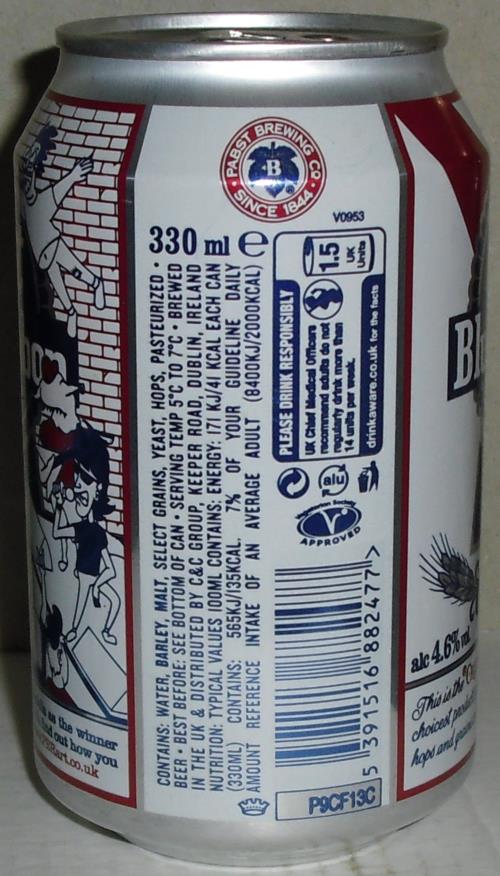 PABST BREWING CO
B
SINCE 1844
V0953
330 ml e
CONTAINS: WATER, BARLEY, MALT, SELECT GRAINS, YEAST, HOPS, PASTEURIZED •
BEER • BEST BEFORE: SEE BOTTOM OF CAN • SERVING TEMP 5°C TO 7°C • BREWED
IN THE UK & DISTRIBUTED BY C&C GROUP, KEEPER ROAD, DUBLIN, IRELAND
NUTRITION: TYPICAL VALUES 100ML CONTAINS: ENERGY: 171 KJ/41 KCAL EACH CAN
(330ML) CONTAINS: 565KJ/135KCAL. 7% OF YOUR GUIDELINE DAILY
AMOUNT REFERENCE INTAKE OF AN AVERAGE ADULT (8400KJ/2000KCAL)
PLEASE DRINK RESPONSIBLY
UK Chief Medical Officers
recommend adults do not
regularly drink more than
14 units per week.
drinkaware.co.uk for the facts
1.5
UK
Units
alu
Vegetarian Society
APPROVED
5 391516 882477 >
P9CF13C
as the winner
find out how you
art.co.uk
B
alc 4.6% vol
This is the
choicest
hops and